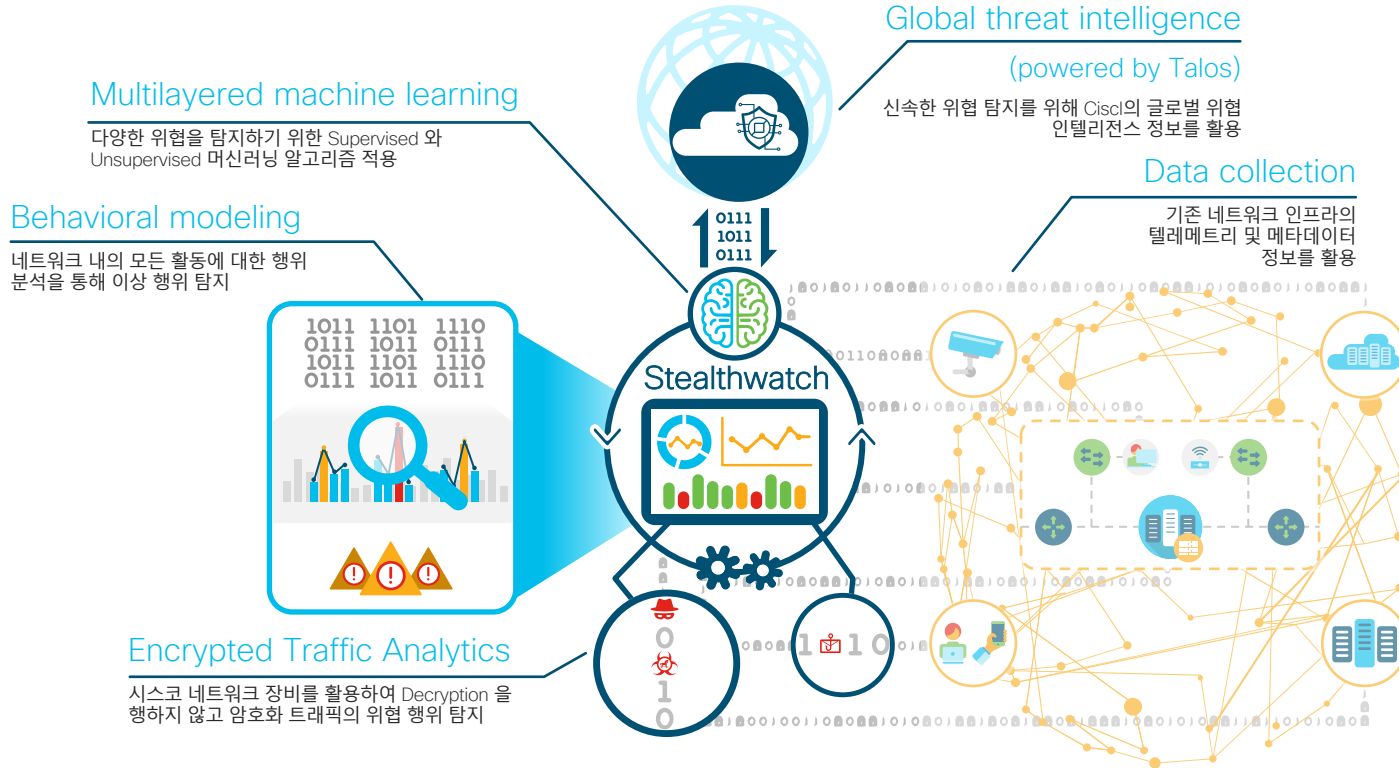 Global threat intelligence
(powered by Talos)
신속한 위협 탐지를 위해 Ciscl의 글로벌 위협
인텔리전스 정보를 활용
Multilayered machine learning
다양한 위협을 탐지하기 위한 Supervised 와
Unsupervised 머신러닝 알고리즘 적용
Data collection
기존 네트워크 인프라의
텔레메트리 및 메타데이터
정보를 활용
Behavioral modeling
네트워크 내의 모든 활동에 대한 행위
분석을 통해 이상 행위 탐지
0111
1011
0111
1011 1101 1110
0111 1011 0111
1011 1101 1110
0111 1011 0111
Stealthwatch
0
1
0
1 1 0
Encrypted Traffic Analytics
시스코 네트워크 장비를 활용하여 Decryption 을
행하지 않고 암호화 트래픽의 위협 행위 탐지